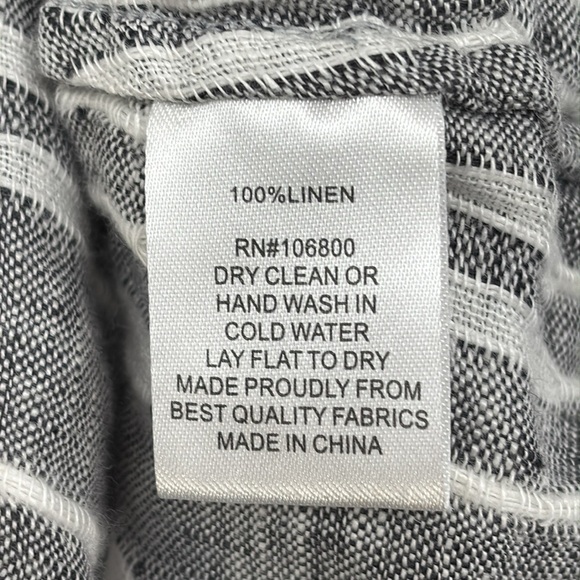 100%LINEN
RN#106800
DRY CLEAN OR
HAND WASH IN
COLD WATER
LAY FLAT TO DRY
MADE PROUDLY FROM
BEST QUALITY FABRICS
MADE IN CHINA